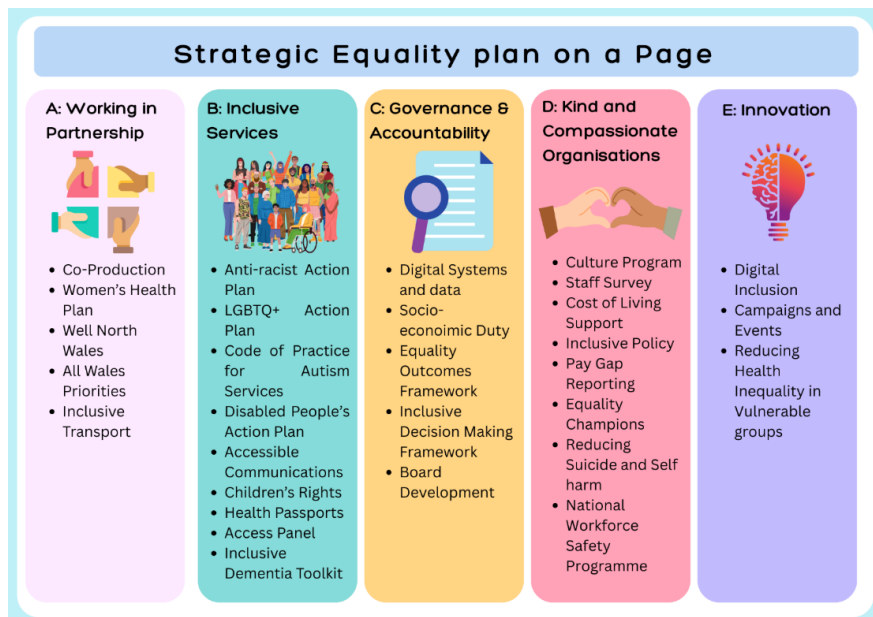 Strategic Equality plan on a Page
A: Working in
Partnership
• Co-Production
• Women's Health
Plan
• Well North
Wales
• All Wales
Priorities
• Inclusive
Transport
B: Inclusive
Services
• Anti-racist Action
Plan
• LGBTQ+ Action
Plan
• Code of Practice
for Autism
Services
• Disabled People's
Action Plan
• Accessible
Communications
• Children's Rights
• Health Passports
• Access Panel
• Inclusive
Dementia Toolkit
C: Governance &
Accountability
• Digital Systems
and data
• Socio-
econoimic Duty
• Equality
Outcomes
Framework
• Inclusive
Decision Making
Framework
• Board
Development
D: Kind and
Compassionate
Organisations
• Culture Program
• Staff Survey
• Cost of Living
Support
• Inclusive Policy
• Pay Gap
Reporting
• Equality
Champions
• Reducing
Suicide and Self
harm
• National
Workforce
Safety
Programme
E: Innovation
• Digital
Inclusion
• Campaigns and
Events
• Reducing
Health
Inequality in
Vulnerable
groups